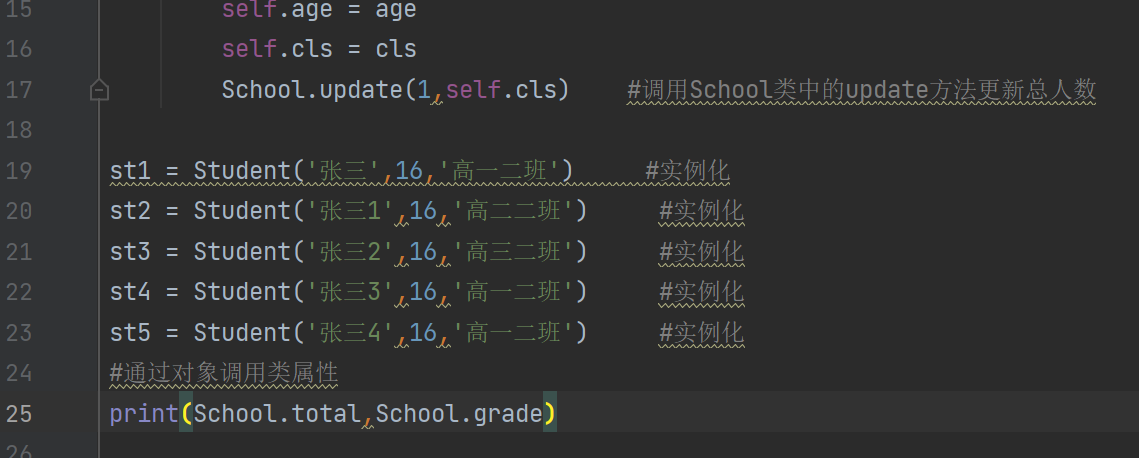 15 self.age = age
16 self.cls = cls
17 School.update(1,self.cls) #调用School类中的update方法更新总人数
18
19 st1 = Student('张三',16,'高一二班') #实例化
20 st2 = Student('张三1',16,'高二二班') #实例化
21 st3 = Student('张三2',16,'高三二班') #实例化
22 st4 = Student('张三3',16,'高一二班') #实例化
23 st5 = Student('张三4',16,'高一二班') #实例化
24 #通过对象调用类属性
25 print(School.total,School.grade)
26